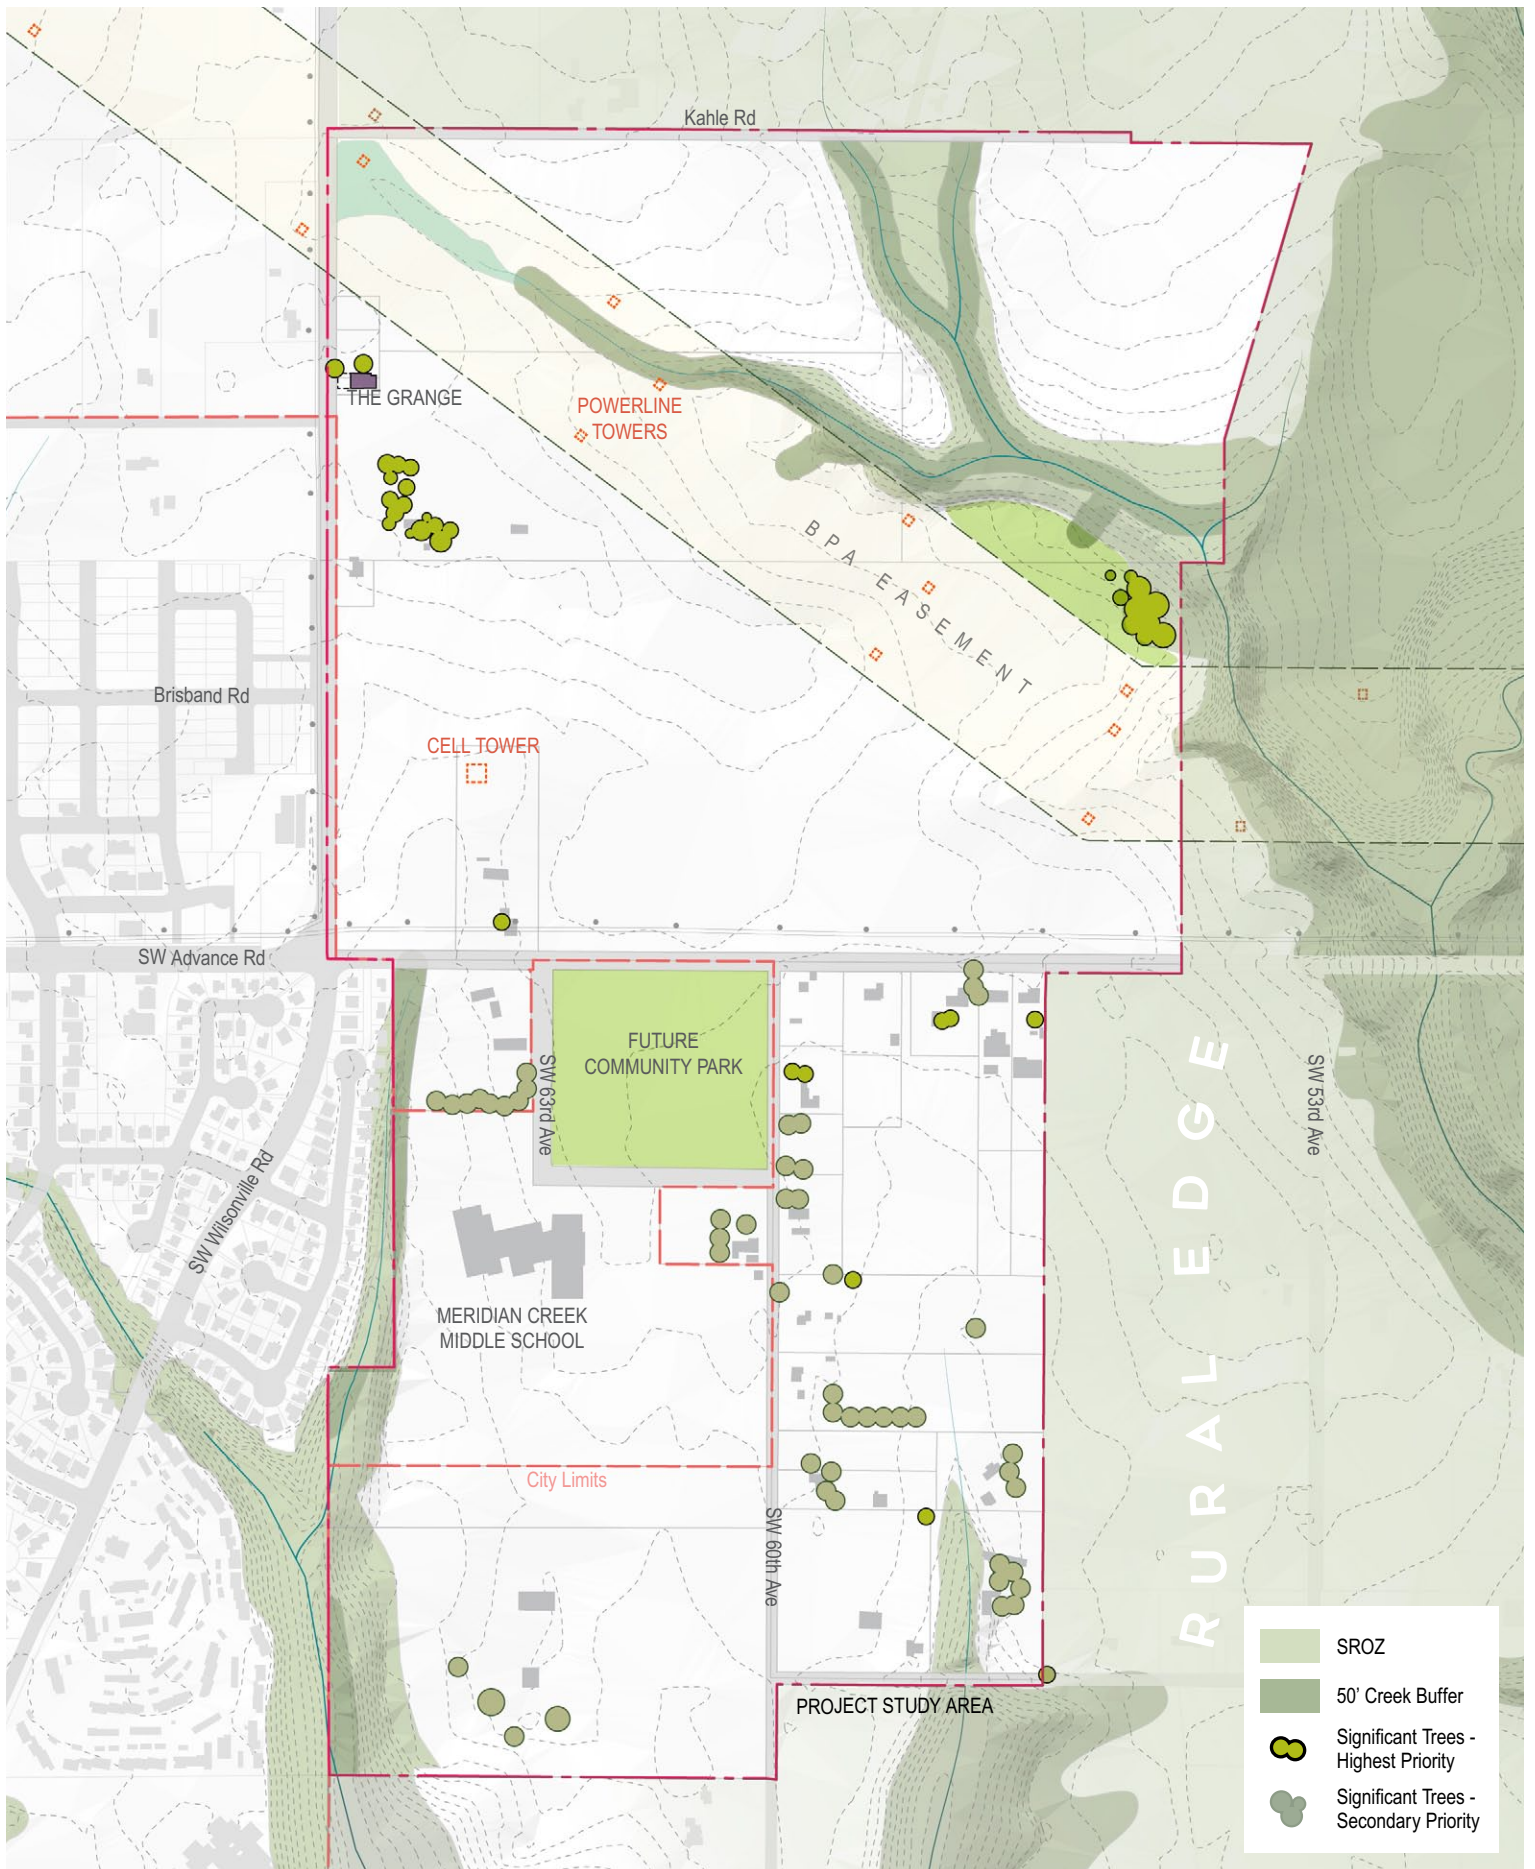 Kahle Rd
THE GRANGE
POWERLINE
TOWERS
BPA EASEMENT
Brisband Rd
CELL TOWER
SW Advance Rd
FUTURE
COMMUNITY PARK
SW 63rd Ave
SW 53rd Ave
RURAL EDGE
SW Wilsonville Rd
MERIDIAN CREEK
MIDDLE SCHOOL
City Limits
SW 60th Ave
PROJECT STUDY AREA
SROZ
50' Creek Buffer
Significant Trees -
Highest Priority
Significant Trees -
Secondary Priority